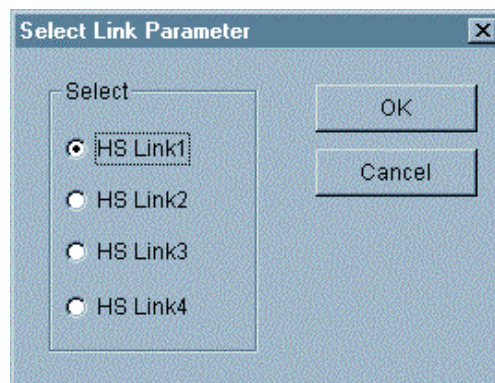 Select Link Parameter
Select
HS Link1
HS Link2
HS Link3
HS Link4
OK
Cancel